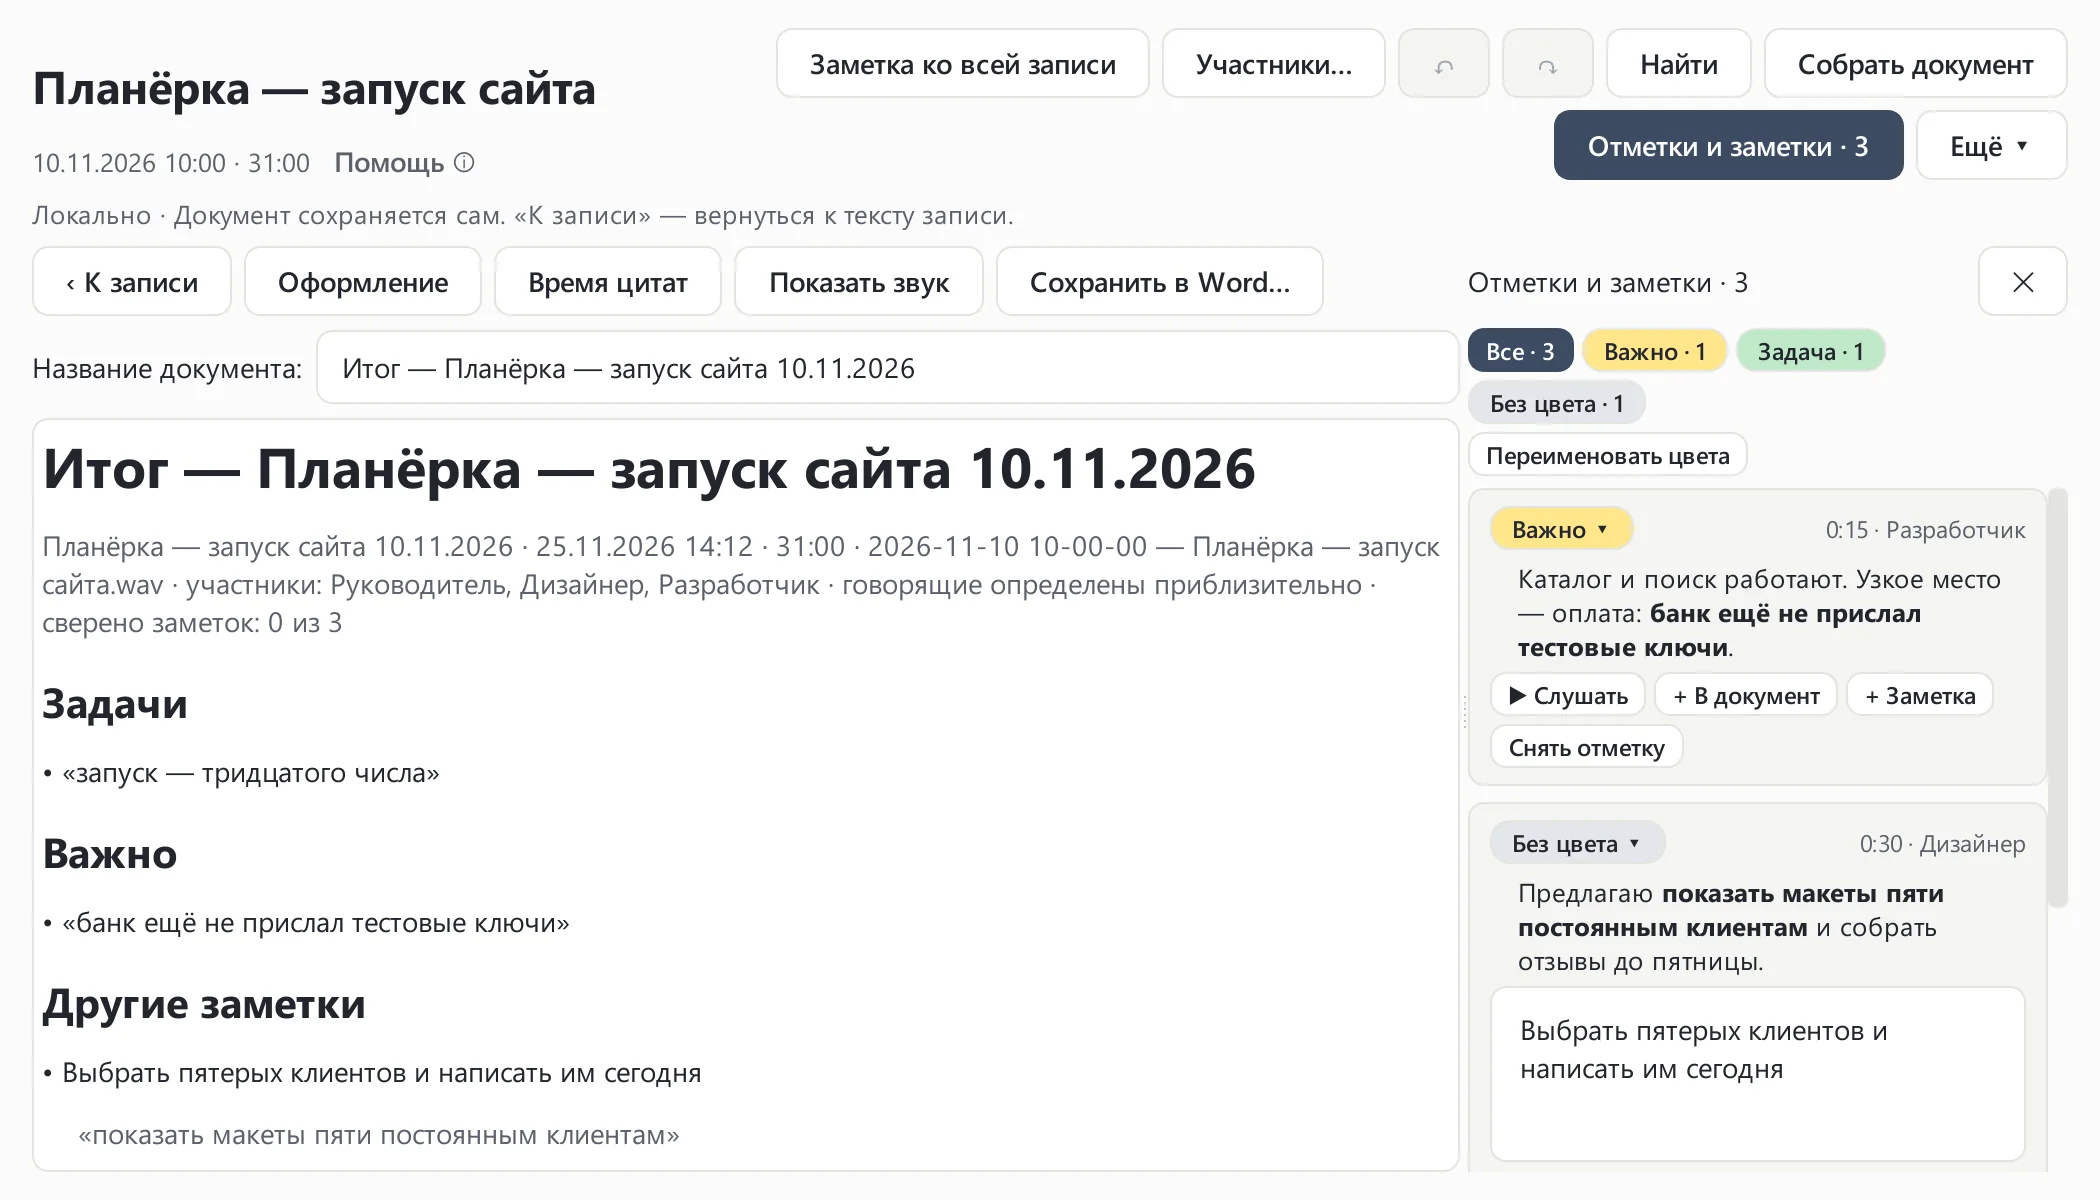 Планёрка — запуск сайта
Заметка ко всей записи
Участники...
Найти
Собрать документ
Отметки и заметки · 3
Ещё ▾
10.11.2026 10:00 · 31:00 Помощь ⓘ
Локально · Документ сохраняется сам. «К записи» — вернуться к тексту записи.
‹ К записи
Оформление
Время цитат
Показать звук
Сохранить в Word...
Название документа:
Итог — Планёрка — запуск сайта 10.11.2026
Итог — Планёрка — запуск сайта 10.11.2026
Планёрка — запуск сайта 10.11.2026 · 25.11.2026 14:12 · 31:00 · 2026-11-10 10-00-00 — Планёрка — запуск
сайта.wav · участники: Руководитель, Дизайнер, Разработчик · говорящие определены приблизительно ·
сверено заметок: 0 из 3
Задачи
• «запуск — тридцатого числа»
Важно
• «банк ещё не прислал тестовые ключи»
Другие заметки
• Выбрать пятерых клиентов и написать им сегодня
«показать макеты пяти постоянным клиентам»
Отметки и заметки · 3
Все · 3
Важно · 1
Задача · 1
Без цвета · 1
Переименовать цвета
Важно ▾
0:15 · Разработчик
Каталог и поиск работают. Узкое место
— оплата: банк ещё не прислал
тестовые ключи.
▶ Слушать
+ В документ
+ Заметка
Снять отметку
Без цвета ▾
0:30 · Дизайнер
Предлагаю показать макеты пяти
постоянным клиентам и собрать
отзывы до пятницы.
Выбрать пятерых клиентов и
написать им сегодня